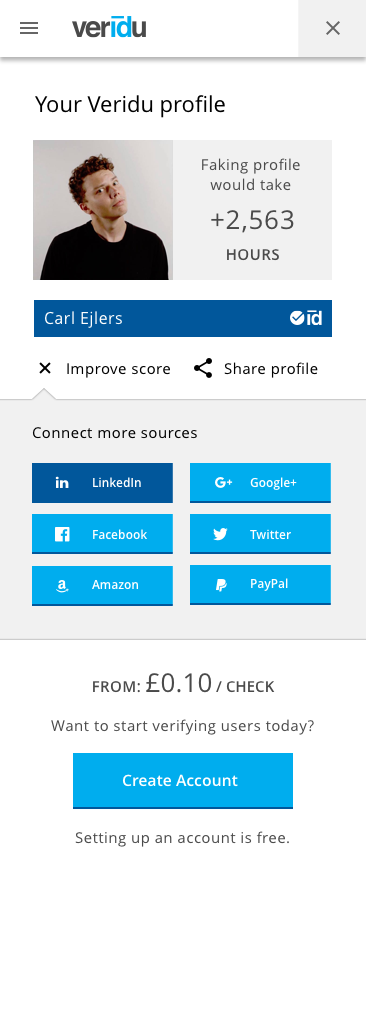 veridu
Your Veridu profile
Faking profile
would take
+2,563
HOURS
Carl Ejlers
id
Improve score
Share profile
Connect more sources
in LinkedIn
G+ Google+
Facebook
Twitter
a Amazon
PayPal
FROM: £0.10 / CHECK
Want to start verifying users today?
Create Account
Setting up an account is free.